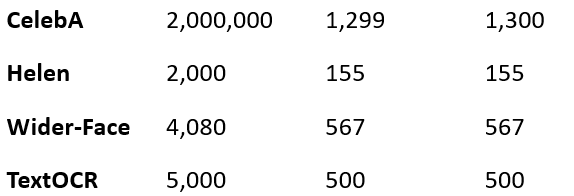 CelebA 2,000,000 1,299 1,300
Helen 2,000 155 155
Wider-Face 4,080 567 567
TextOCR 5,000 500 500